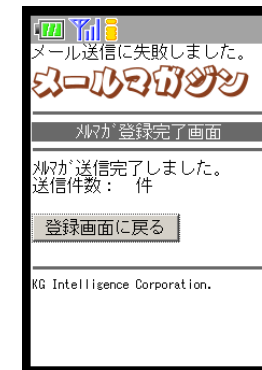 メール送信に失敗しました。
メールマガジン
ﾒﾙﾏｶﾞ登録完了画面
ﾒﾙﾏｶﾞ送信完了しました。
送信件数： 件
登録画面に戻る
KG Intelligence Corporation.